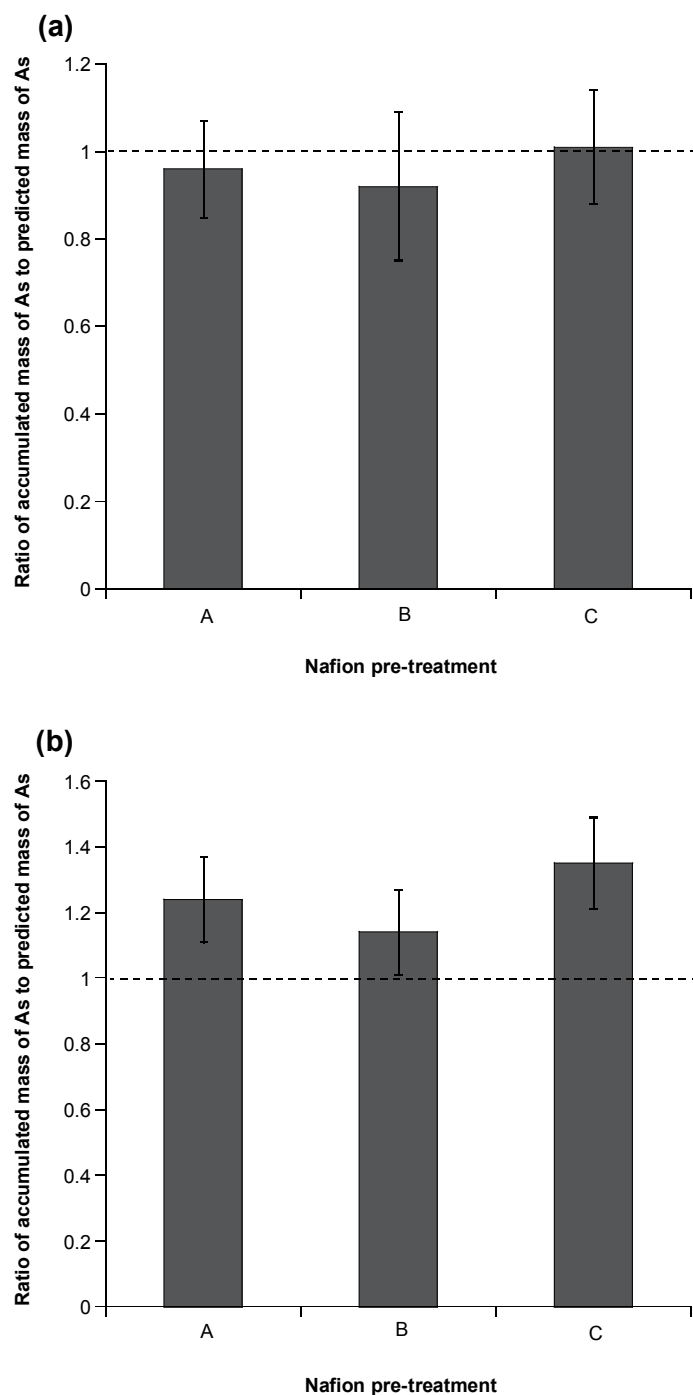 (a)
Ratio of accumulated mass of As to predicted mass of As
1.2
1
0.8
0.6
0.4
0.2
0
A B C
Nafion pre-treatment
(b)
Ratio of accumulated mass of As to predicted mass of As
1.6
1.4
1.2
1
0.8
0.6
0.4
0.2
0
A B C
Nafion pre-treatment